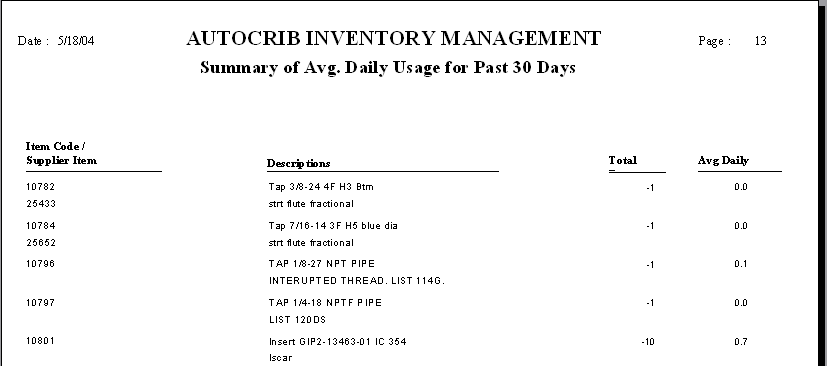 Date : 5/18/04 AUTOCRIB INVENTORY MANAGEMENT Page : 13
Summary of Avg. Daily Usage for Past 30 Days
Item Code /
Supplier Item Descriptions Total Avg Daily
10782 Tap 3/8-24 4F H3 Btm -1 0.0
25433 strt flute fractional
10784 Tap 7/16-14 3F H5 blue dia -1 0.0
25652 strt flute fractional
10796 TAP 1/8-27 NPT PIPE -1 0.1
INTERUPTED THREAD. LIST 114G.
10797 TAP 1/4-18 NPTF PIPE -1 0.0
LIST 120DS
10801 Insert GIP2-13463-01 IC 354 -10 0.7
Iscar